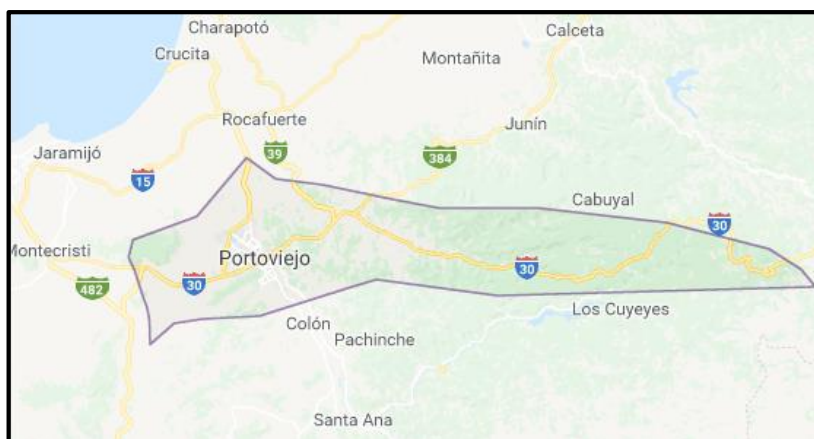 Charapotó
Calceta
Crucita
Montañita
Rocafuerte
Junín
Jaramijó
39
384
15
Cabuyal
30
Montecristi
Portoviejo
30
30
482
Los Cuyeyes
Colón
Pachinche
Santa Ana